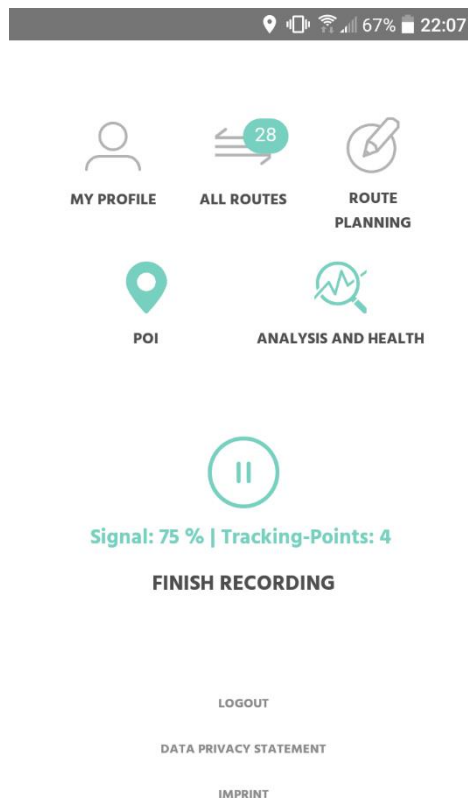 67% 22:07
28
MY PROFILE
ALL ROUTES
ROUTE
PLANNING
POI
ANALYSIS AND HEALTH
Signal: 75 % | Tracking-Points: 4
FINISH RECORDING
LOGOUT
DATA PRIVACY STATEMENT
IMPRINT